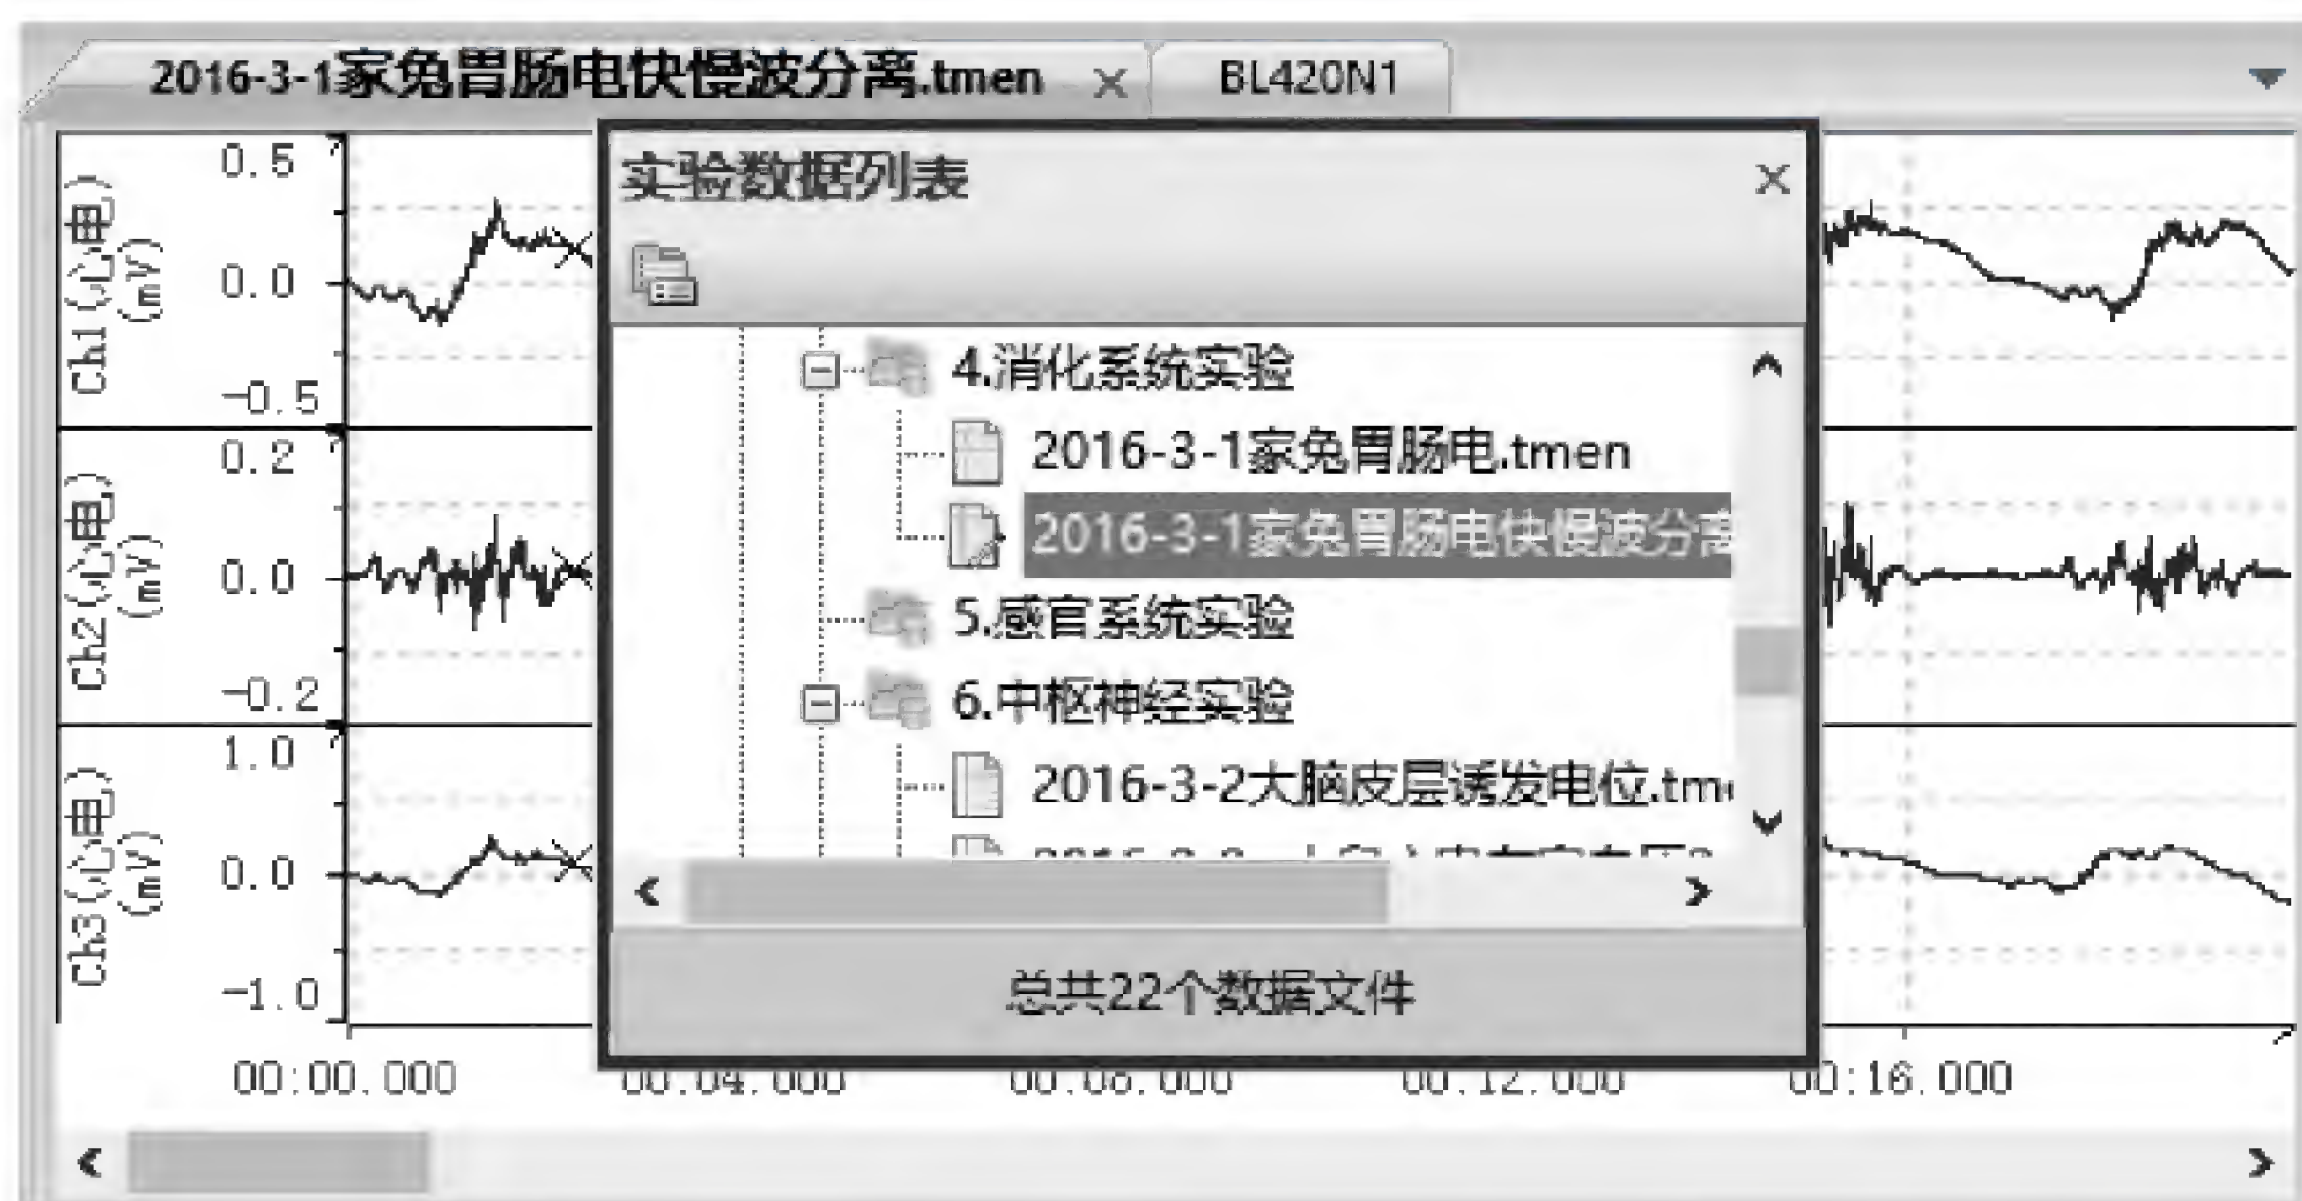 2016-3-1家兔胃肠电快慢波分离.tmen
BL420N1
实验数据列表
4.消化系统实验
2016-3-1家兔胃肠电.tmen
2016-3-1家兔胃肠电快慢波分离
5.感官系统实验
6.中枢神经实验
2016-3-2大脑皮层诱发电位.tm
总共22个数据文件
Ch1(心电)
(mV)
0.5
0.0
-0.5
Ch2(心电)
(mV)
0.2
0.0
-0.2
Ch3(心电)
(mV)
1.0
0.0
-1.0
00:00.000
00:04.000
00:12.000
00:16.000